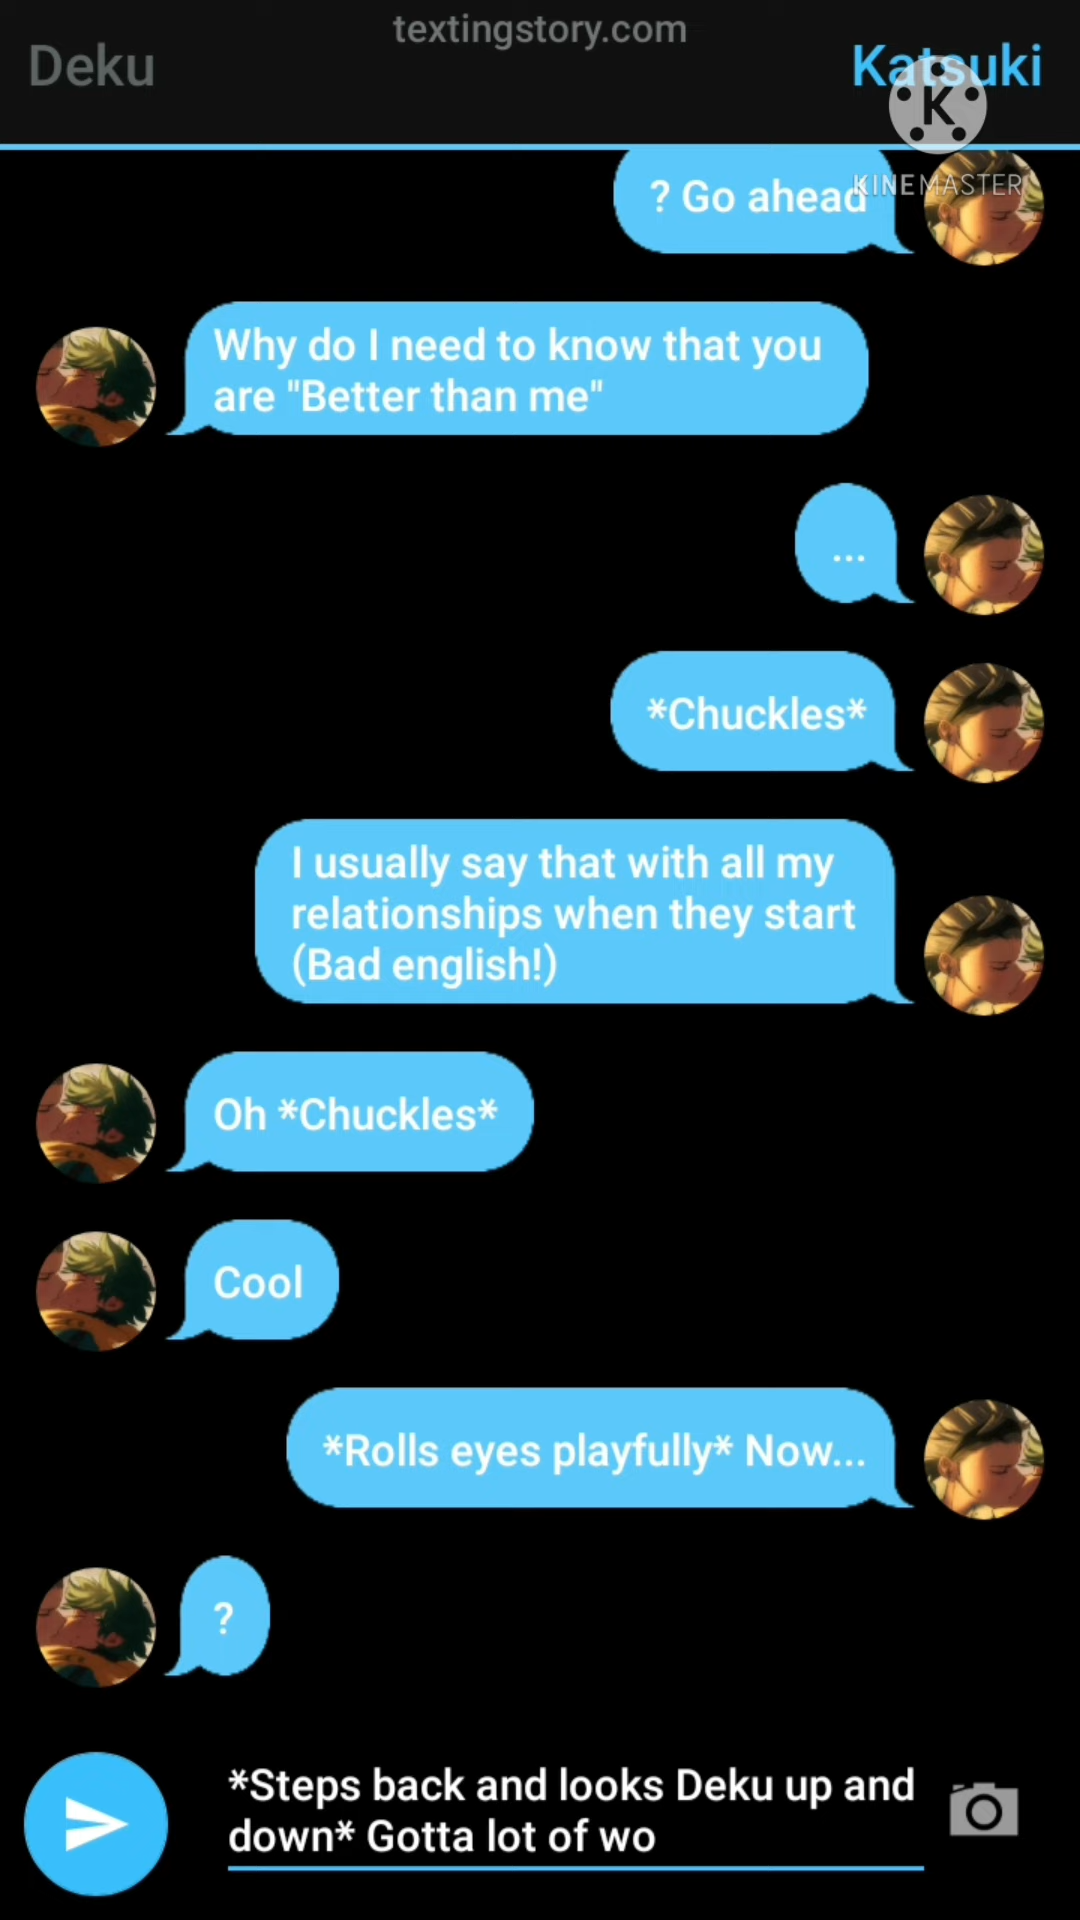 textingstory.com
Deku
Katsuki
K
KINEMASTER
? Go ahead
Why do I need to know that you
are "Better than me"
...
*Chuckles*
I usually say that with all my
relationships when they start
(Bad english!)
Oh *Chuckles*
Cool
*Rolls eyes playfully* Now...
?
*Steps back and looks Deku up and
down* Gotta lot of wo